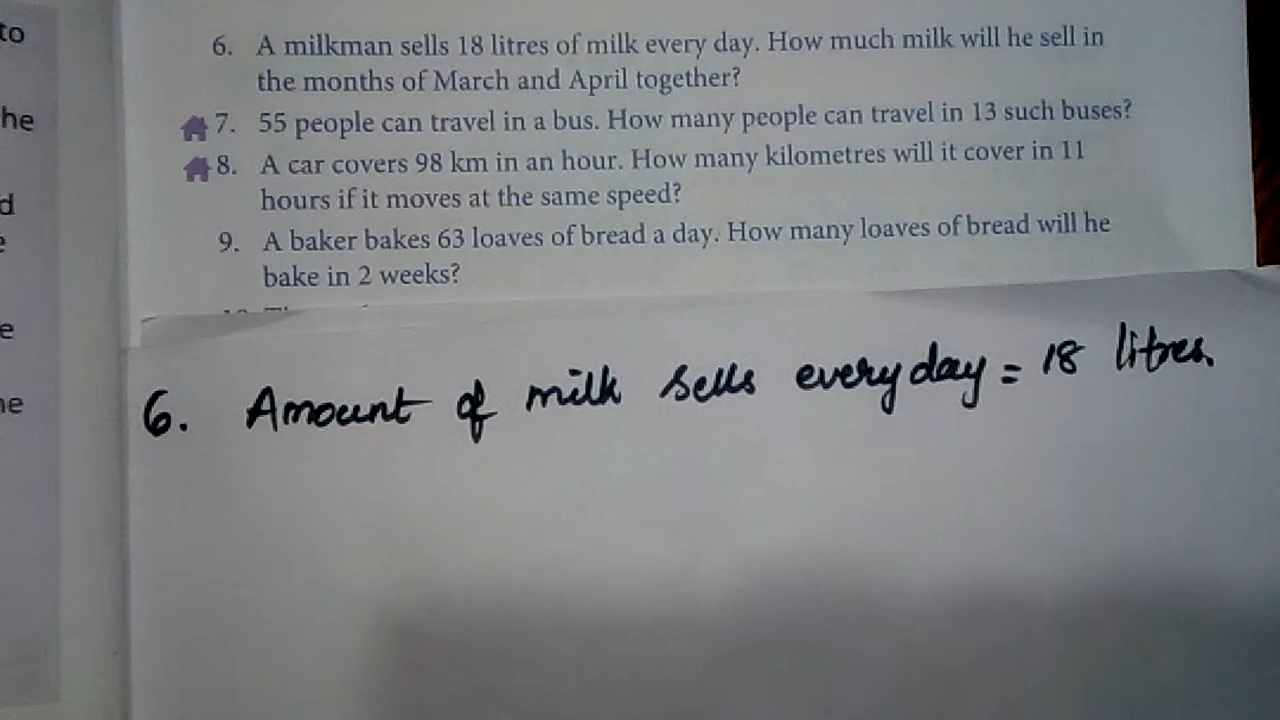 to
he
d
e
e
ne
6. A milkman sells 18 litres of milk every day. How much milk will he sell in
the months of March and April together?
7. 55 people can travel in a bus. How many people can travel in 13 such buses?
8. A car covers 98 km in an hour. How many kilometres will it cover in 11
hours if it moves at the same speed?
9. A baker bakes 63 loaves of bread a day. How many loaves of bread will he
bake in 2 weeks?
6. Amount of milk sells everyday = 18 litres.